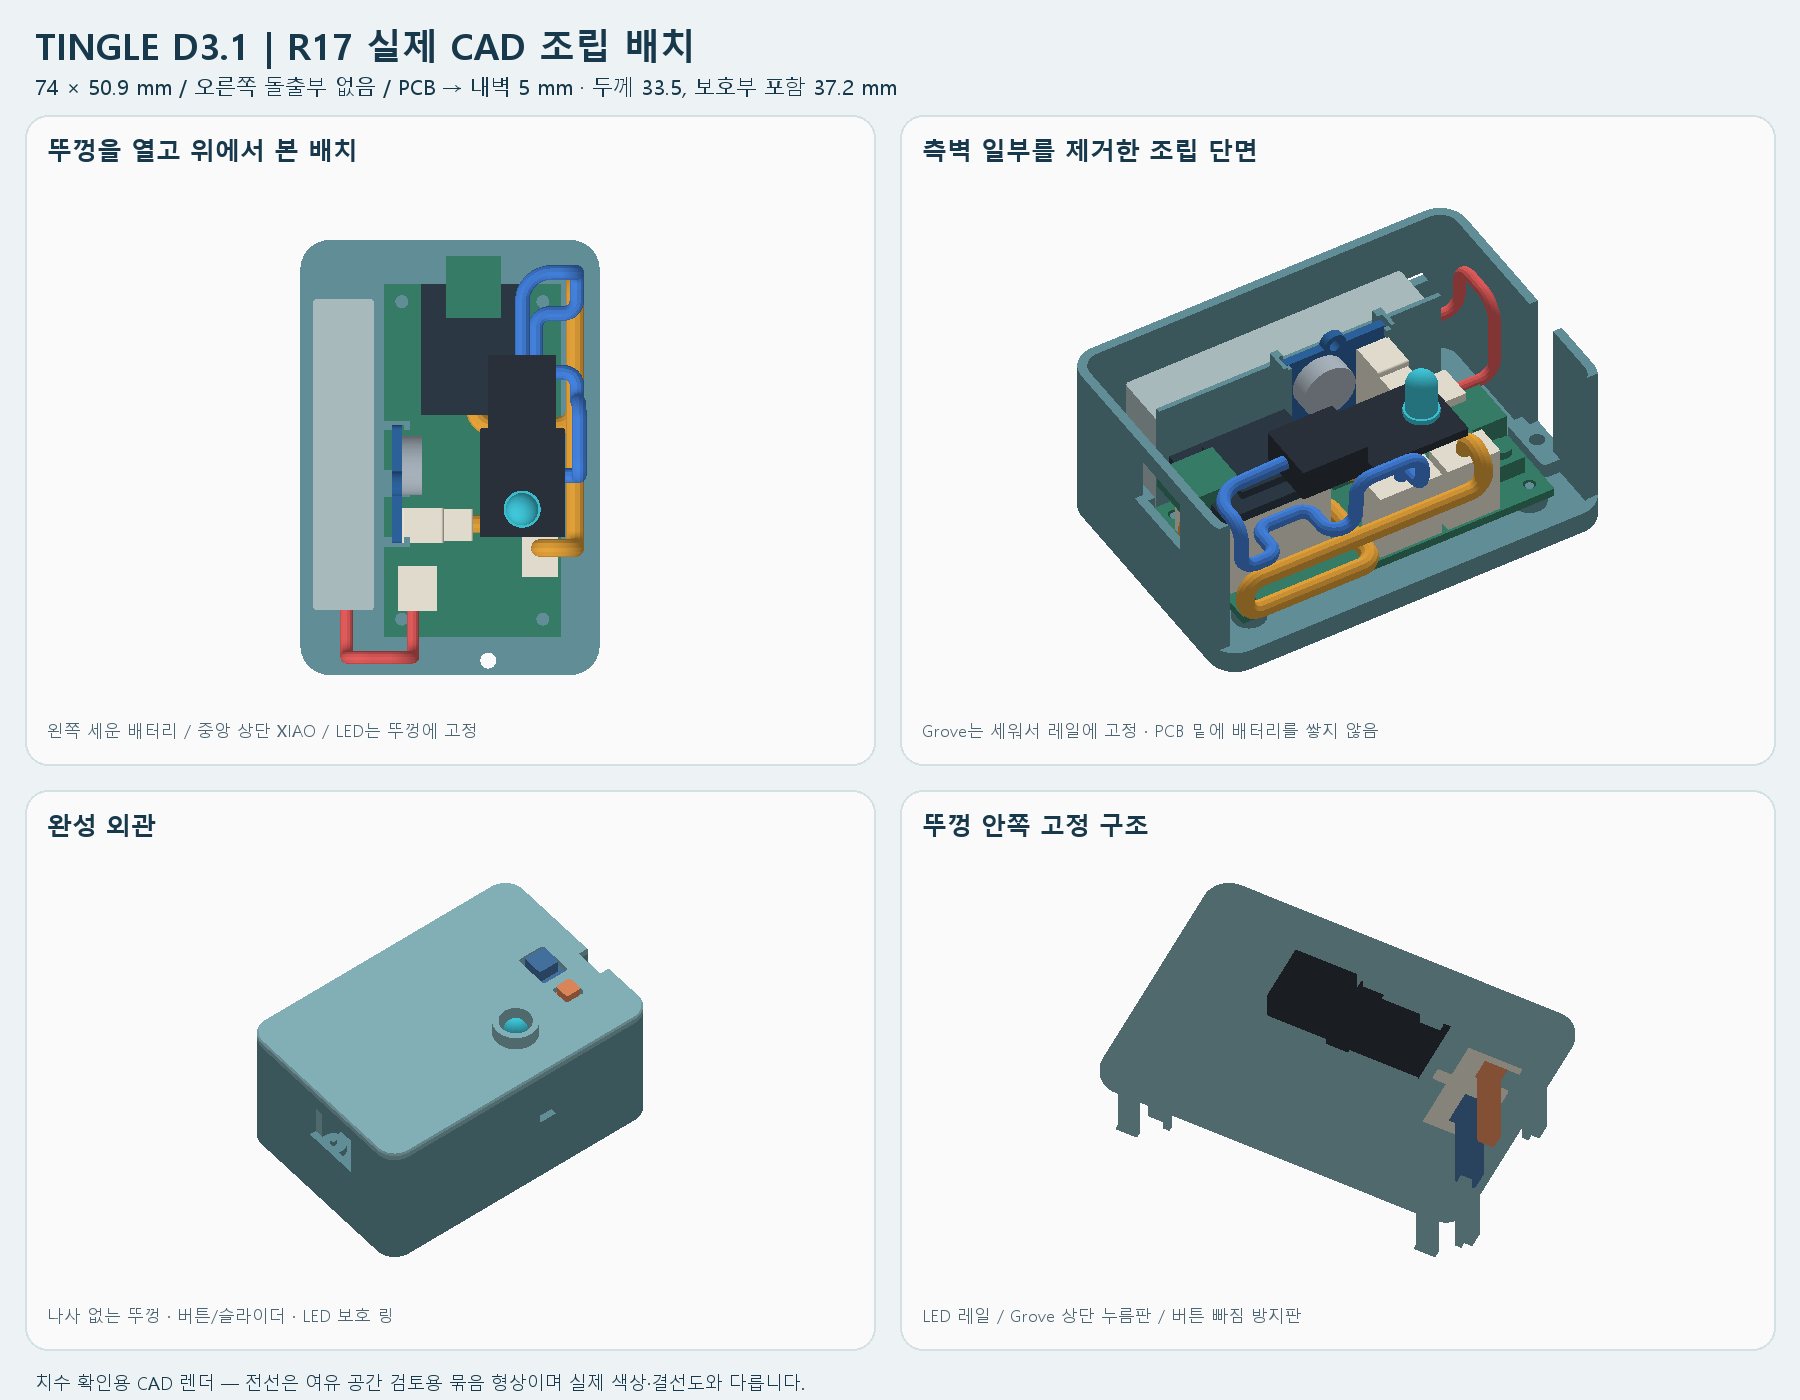 TINGLE D3.1 | R17 실제 CAD 조립 배치
74 × 50.9 mm / 오른쪽 돌출부 없음 / PCB → 내벽 5 mm · 두께 33.5, 보호부 포함 37.2 mm
뚜껑을 열고 위에서 본 배치
왼쪽 세운 배터리 / 중앙 상단 XIAO / LED는 뚜껑에 고정
측벽 일부를 제거한 조립 단면
Grove는 세워서 레일에 고정 · PCB 밑에 배터리를 쌓지 않음
완성 외관
나사 없는 뚜껑 · 버튼/슬라이더 · LED 보호 링
뚜껑 안쪽 고정 구조
LED 레일 / Grove 상단 누름판 / 버튼 빠짐 방지판
치수 확인용 CAD 렌더 — 전선은 여유 공간 검토용 묶음 형상이며 실제 색상·결선도와 다릅니다.